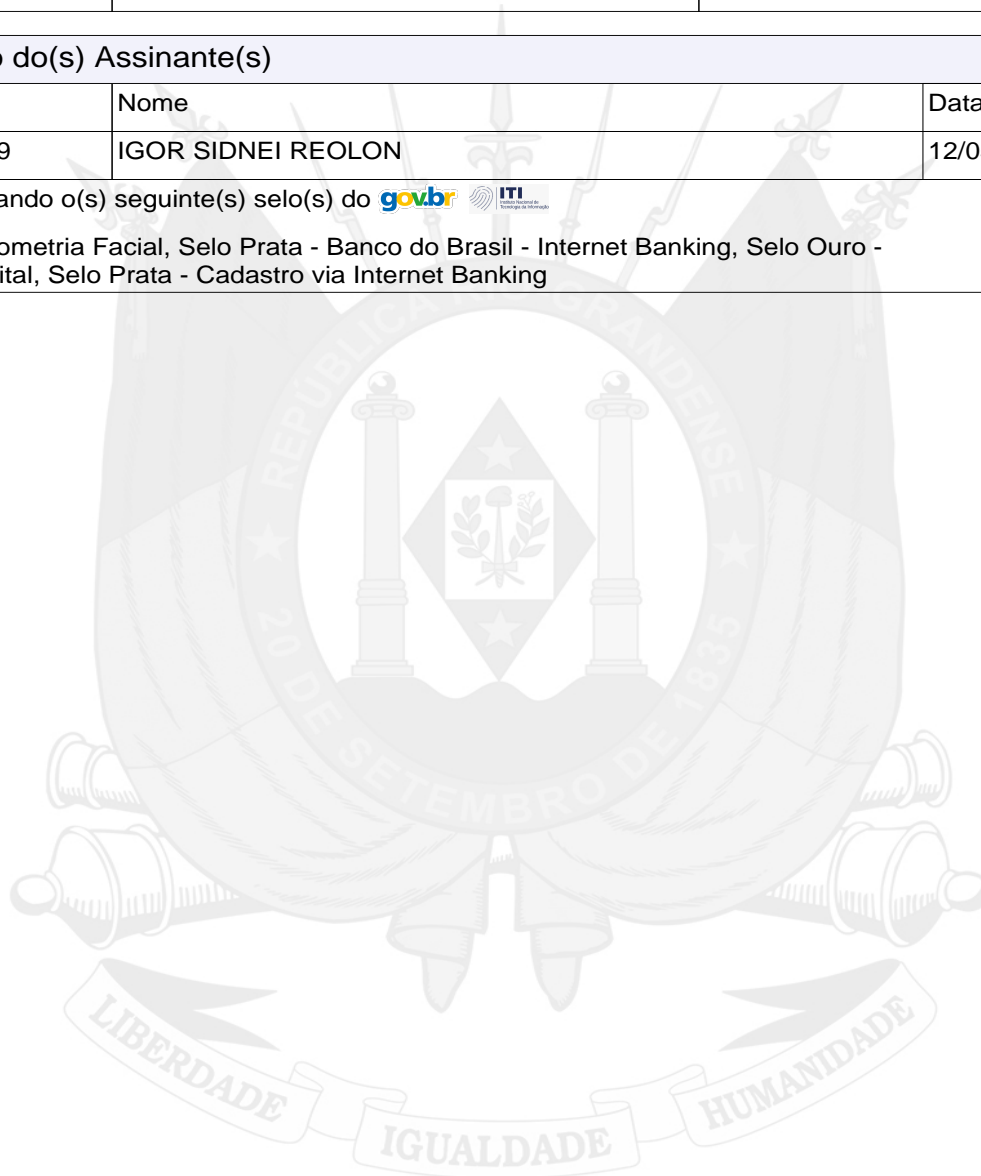 o do(s) Assinante(s)
Nome Data
9 IGOR SIDNEI REOLON 12/0
ando o(s) seguinte(s) selo(s) do gov.br ITI
ometria Facial, Selo Prata - Banco do Brasil - Internet Banking, Selo Ouro -
ital, Selo Prata - Cadastro via Internet Banking
REPÚBLICA RIO GRANDENSE
20 DE SETEMBRO DE 1835
LIBERDADE IGUALDADE HUMANIDADE